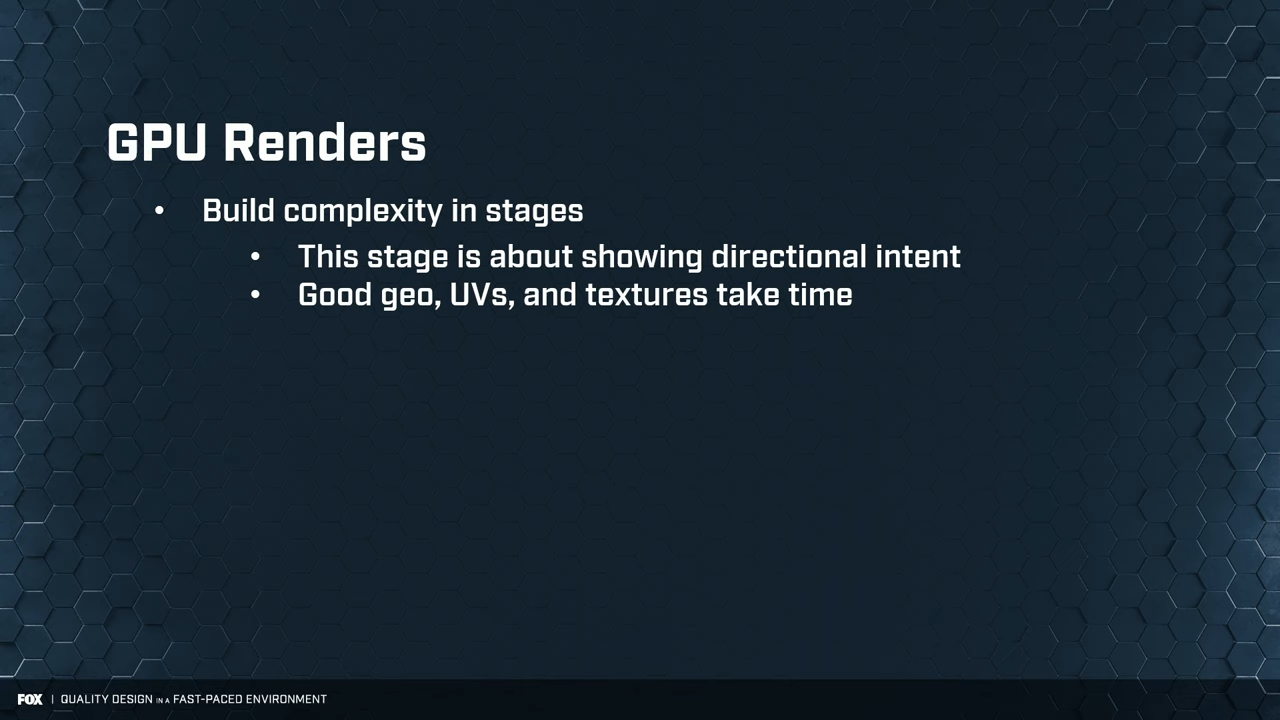 GPU Renders
• Build complexity in stages
• This stage is about showing directional intent
• Good geo, UVs, and textures take time
FOX | QUALITY DESIGN IN A FAST-PACED ENVIRONMENT